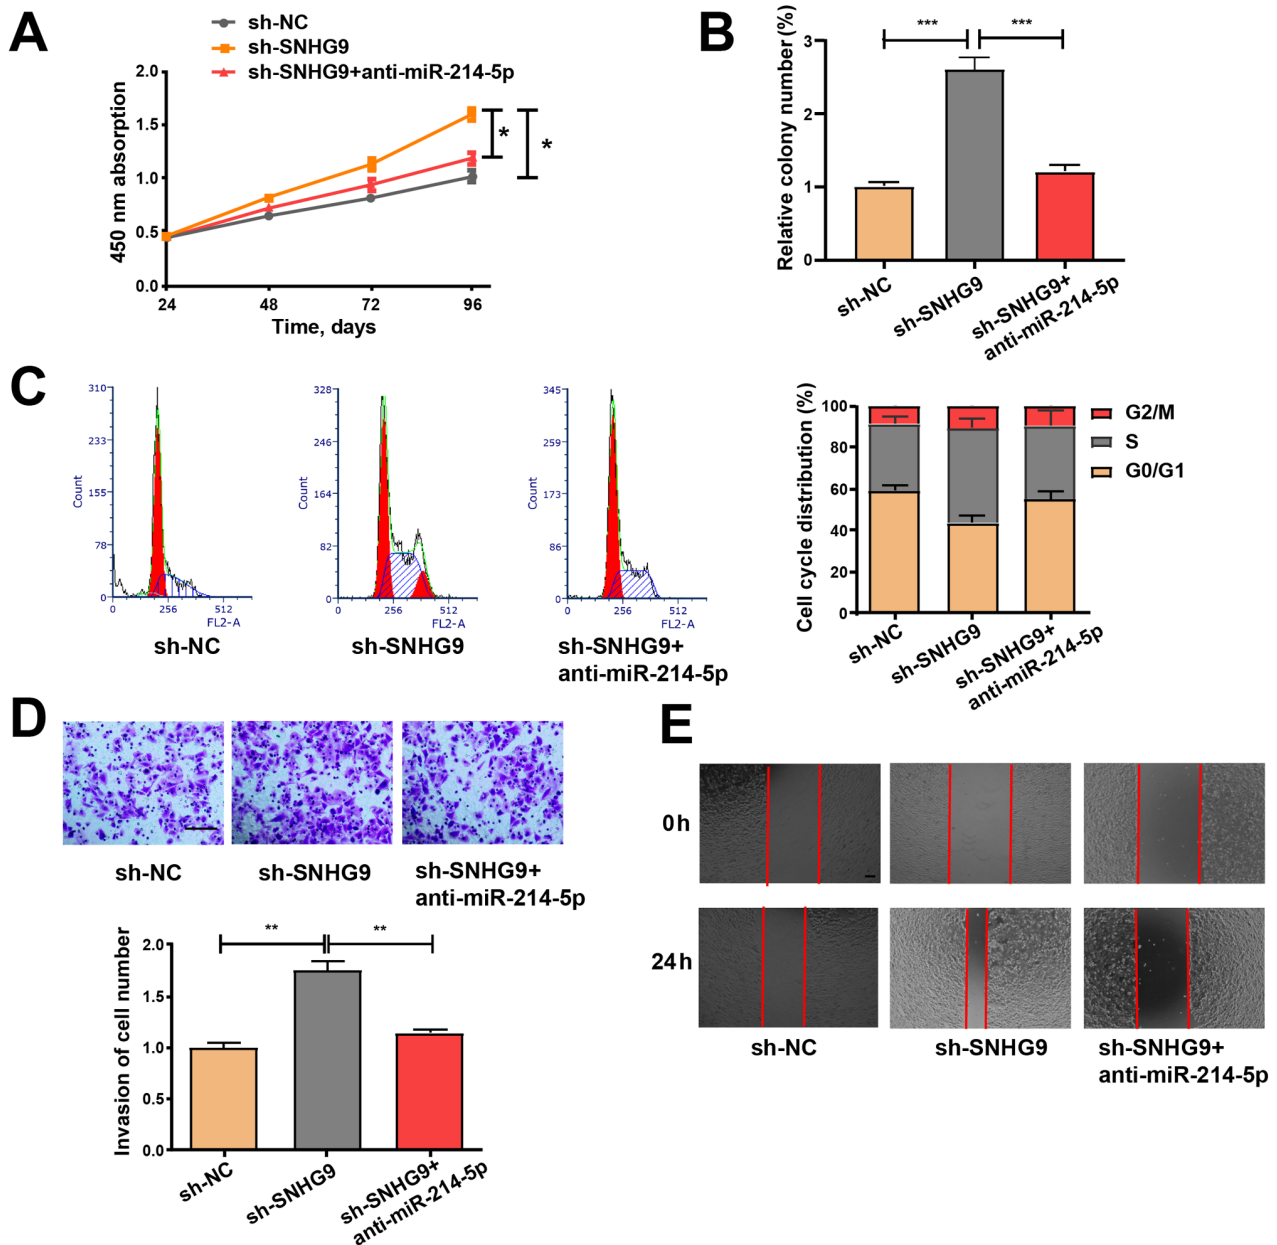 A
sh-NC
sh-SNHG9
sh-SNHG9+anti-miR-214-5p
450 nm absorption
2.0
1.5
1.0
0.5
0.0
24
48
72
96
Time, days
*
*
B
Relative colony number(%)
3
2
1
0
***
***
sh-NC
sh-SNHG9
sh-SNHG9+
anti-miR-214-5p
C
Count
310
233
155
78
0
0
256
512
FL2-A
sh-NC
Count
328
246
164
82
0
0
256
512
FL2-A
sh-SNHG9
Count
345
259
173
86
0
0
256
512
FL2-A
sh-SNHG9+
anti-miR-214-5p
Cell cycle distribution (%)
100
80
60
40
20
0
G2/M
S
G0/G1
sh-NC
sh-SNHG9
sh-SNHG9+
anti-miR-214-5p
D
sh-NC
sh-SNHG9
sh-SNHG9+
anti-miR-214-5p
Invasion of cell number
2.0
1.5
1.0
0.5
0.0
**
**
sh-NC
sh-SNHG9
sh-SNHG9+
anti-miR-214-5p
E
0h
24h
sh-NC
sh-SNHG9
sh-SNHG9+
anti-miR-214-5p